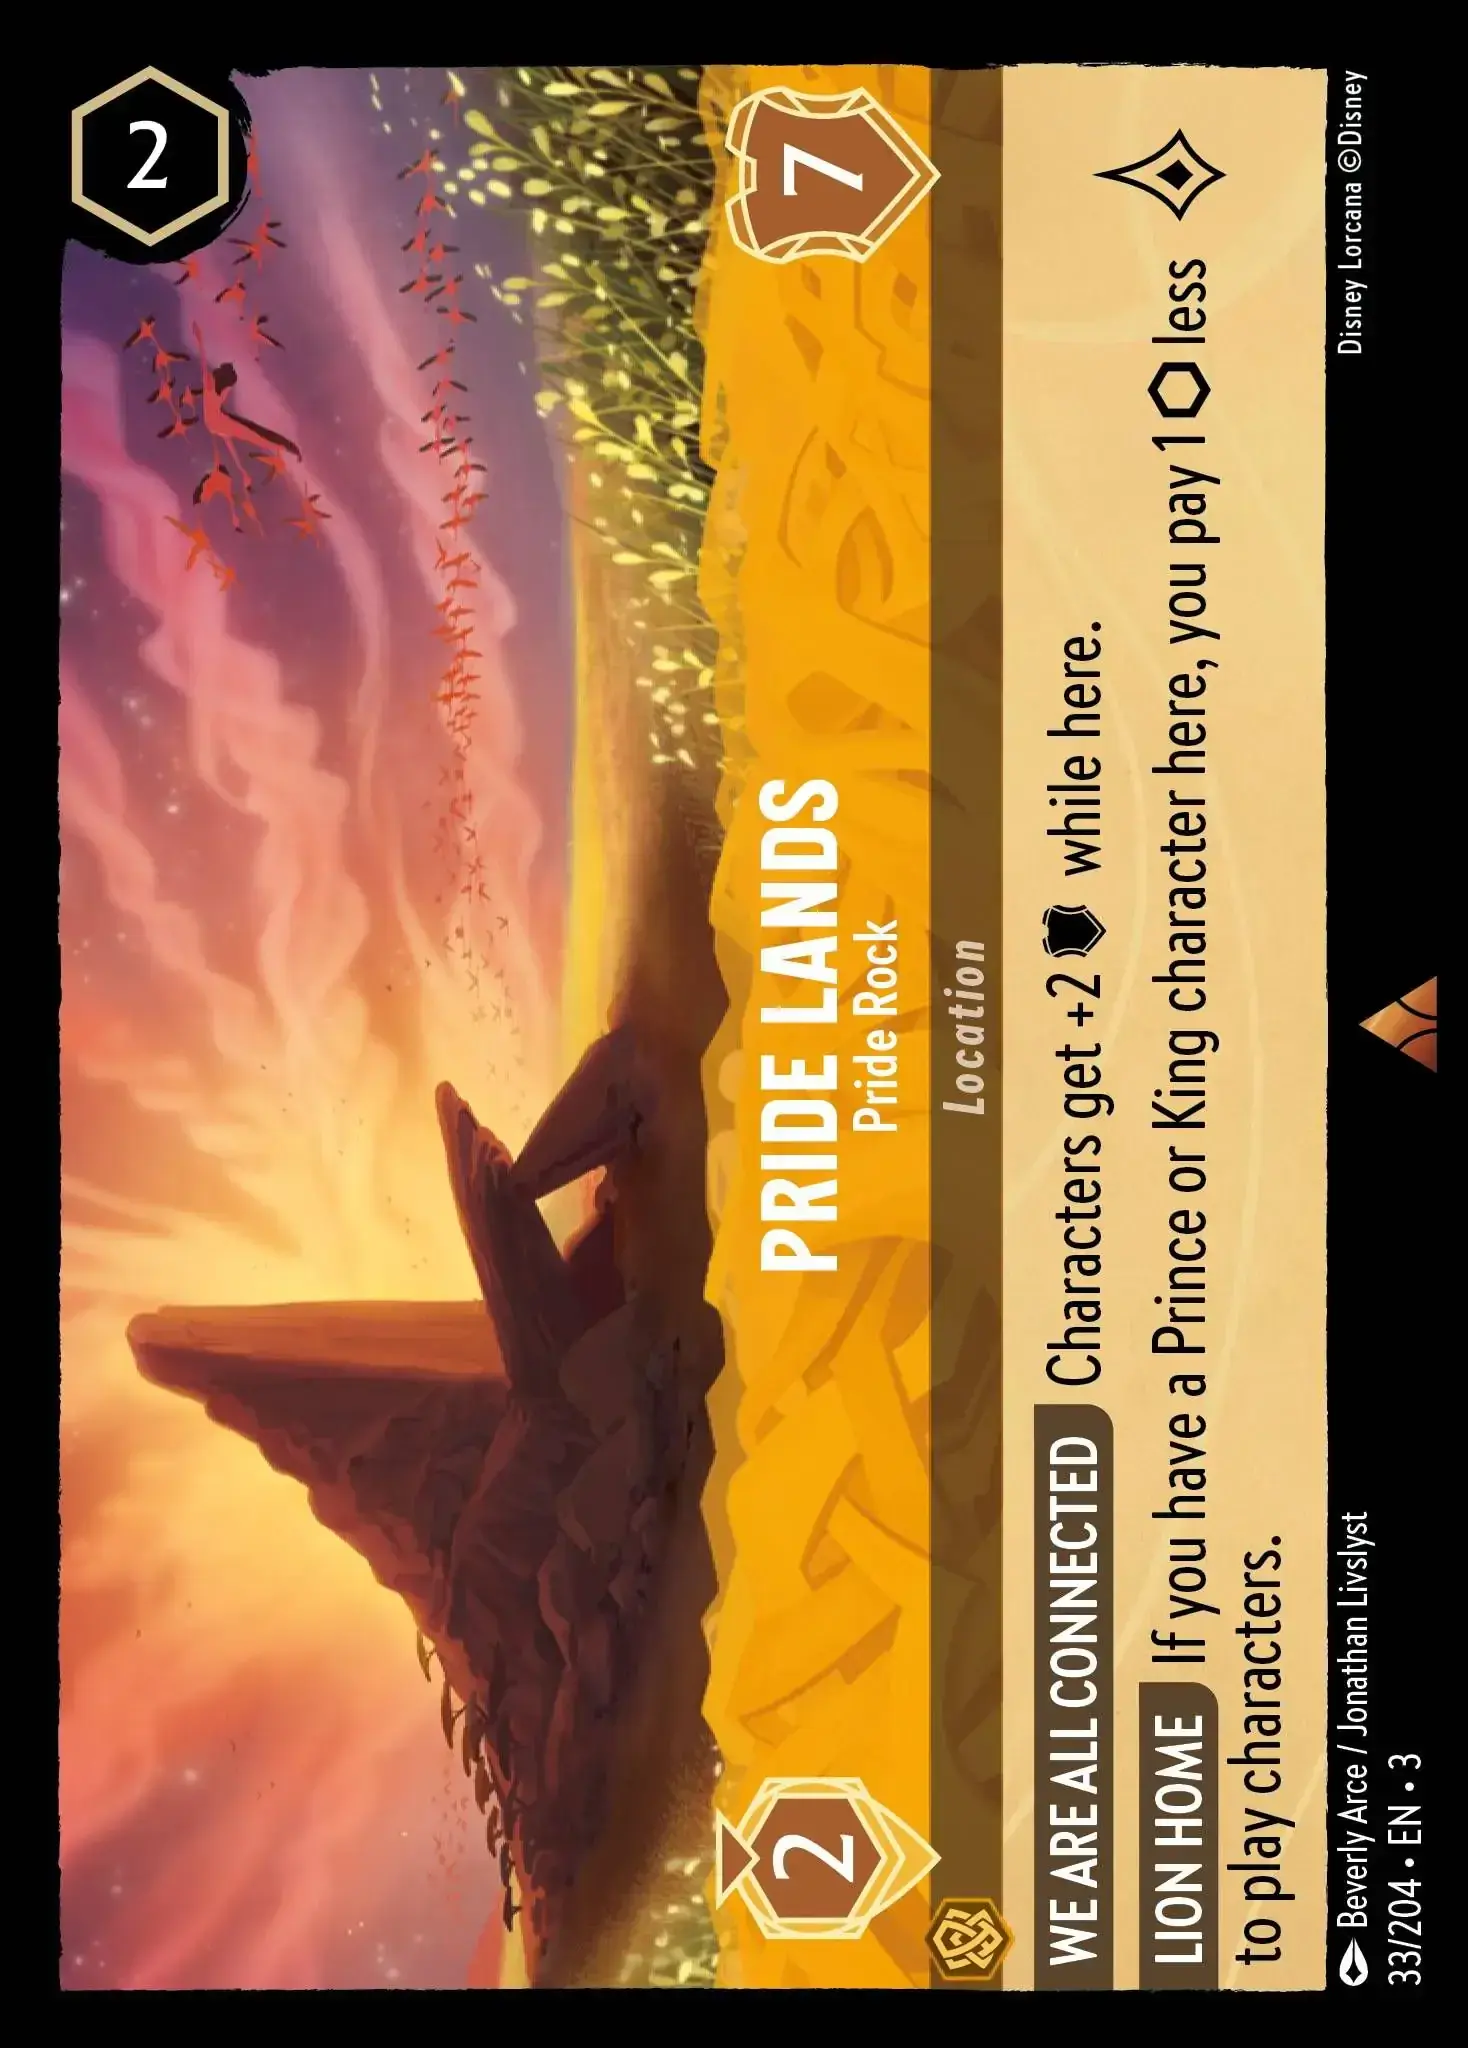 2
PRIDE LANDS
Pride Rock
2
7
Location
WE ARE ALL CONNECTED Characters get +2 while here.
LION HOME If you have a Prince or King character here, you pay 1 less
to play characters.
Beverly Arce / Jonathan Livslyst
Disney Lorcana ©Disney
33/204 • EN • 3